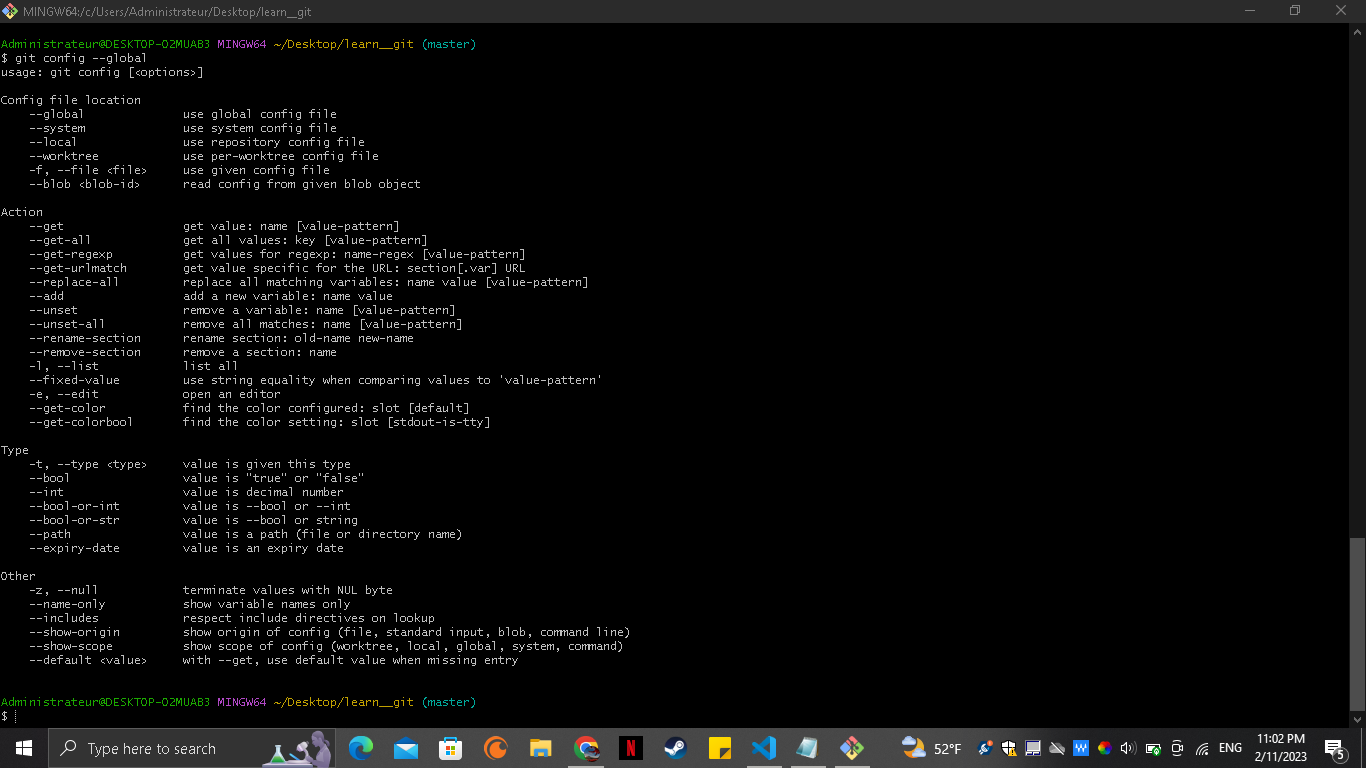 MINGW64:/c/Users/Administrateur/Desktop/learn__git
Administrateur@DESKTOP-O2MUAB3 MINGW64 ~/Desktop/learn__git (master)
$ git config --global
usage: git config [<options>]
Config file location
--global use global config file
--system use system config file
--local use repository config file
--worktree use per-worktree config file
-f, --file <file> use given config file
--blob <blob-id> read config from given blob object
Action
--get get value: name [value-pattern]
--get-all get all values: key [value-pattern]
--get-regexp get values for regexp: name-regex [value-pattern]
--get-urlmatch get value specific for the URL: section[.var] URL
--replace-all replace all matching variables: name value [value-pattern]
--add add a new variable: name value
--unset remove a variable: name [value-pattern]
--unset-all remove all matches: name [value-pattern]
--rename-section rename section: old-name new-name
--remove-section remove a section: name
-l, --list list all
--fixed-value use string equality when comparing values to 'value-pattern'
-e, --edit open an editor
--get-color find the color configured: slot [default]
--get-colorbool find the color setting: slot [stdout-is-tty]
Type
-t, --type <type> value is given this type
--bool value is "true" or "false"
--int value is decimal number
--bool-or-int value is --bool or --int
--bool-or-str value is --bool or string
--path value is a path (file or directory name)
--expiry-date value is an expiry date
Other
-z, --null terminate values with NUL byte
--name-only show variable names only
--includes respect include directives on lookup
--show-origin show origin of config (file, standard input, blob, command line)
--show-scope show scope of config (worktree, local, global, system, command)
--default <value> with --get, use default value when missing entry
Administrateur@DESKTOP-O2MUAB3 MINGW64 ~/Desktop/learn__git (master)
$
Type here to search
N
52°F
W
ENG
11:02 PM
2/11/2023
5